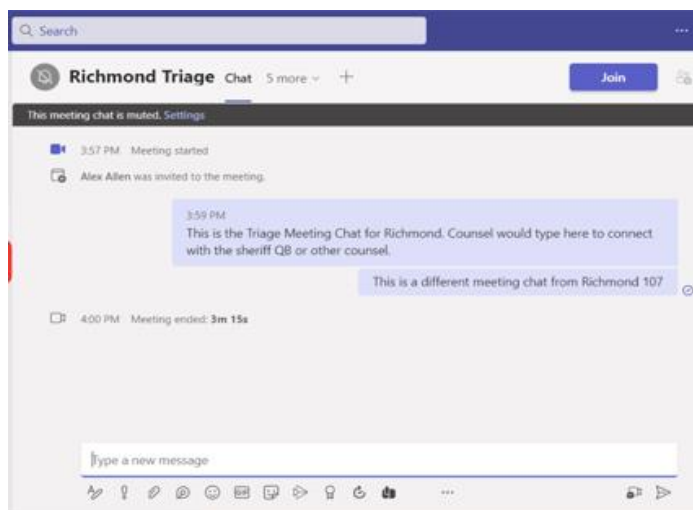 Search
Richmond Triage Chat 5 more
Join
This meeting chat is muted. Settings
3:57 PM Meeting started
Alex Allen was invited to the meeting.
3:59 PM
This is the Triage Meeting Chat for Richmond. Counsel would type here to connect
with the sheriff QB or other counsel.
This is a different meeting chat from Richmond 107
4:00 PM Meeting ended: 3m 15s
Type a new message
GIF